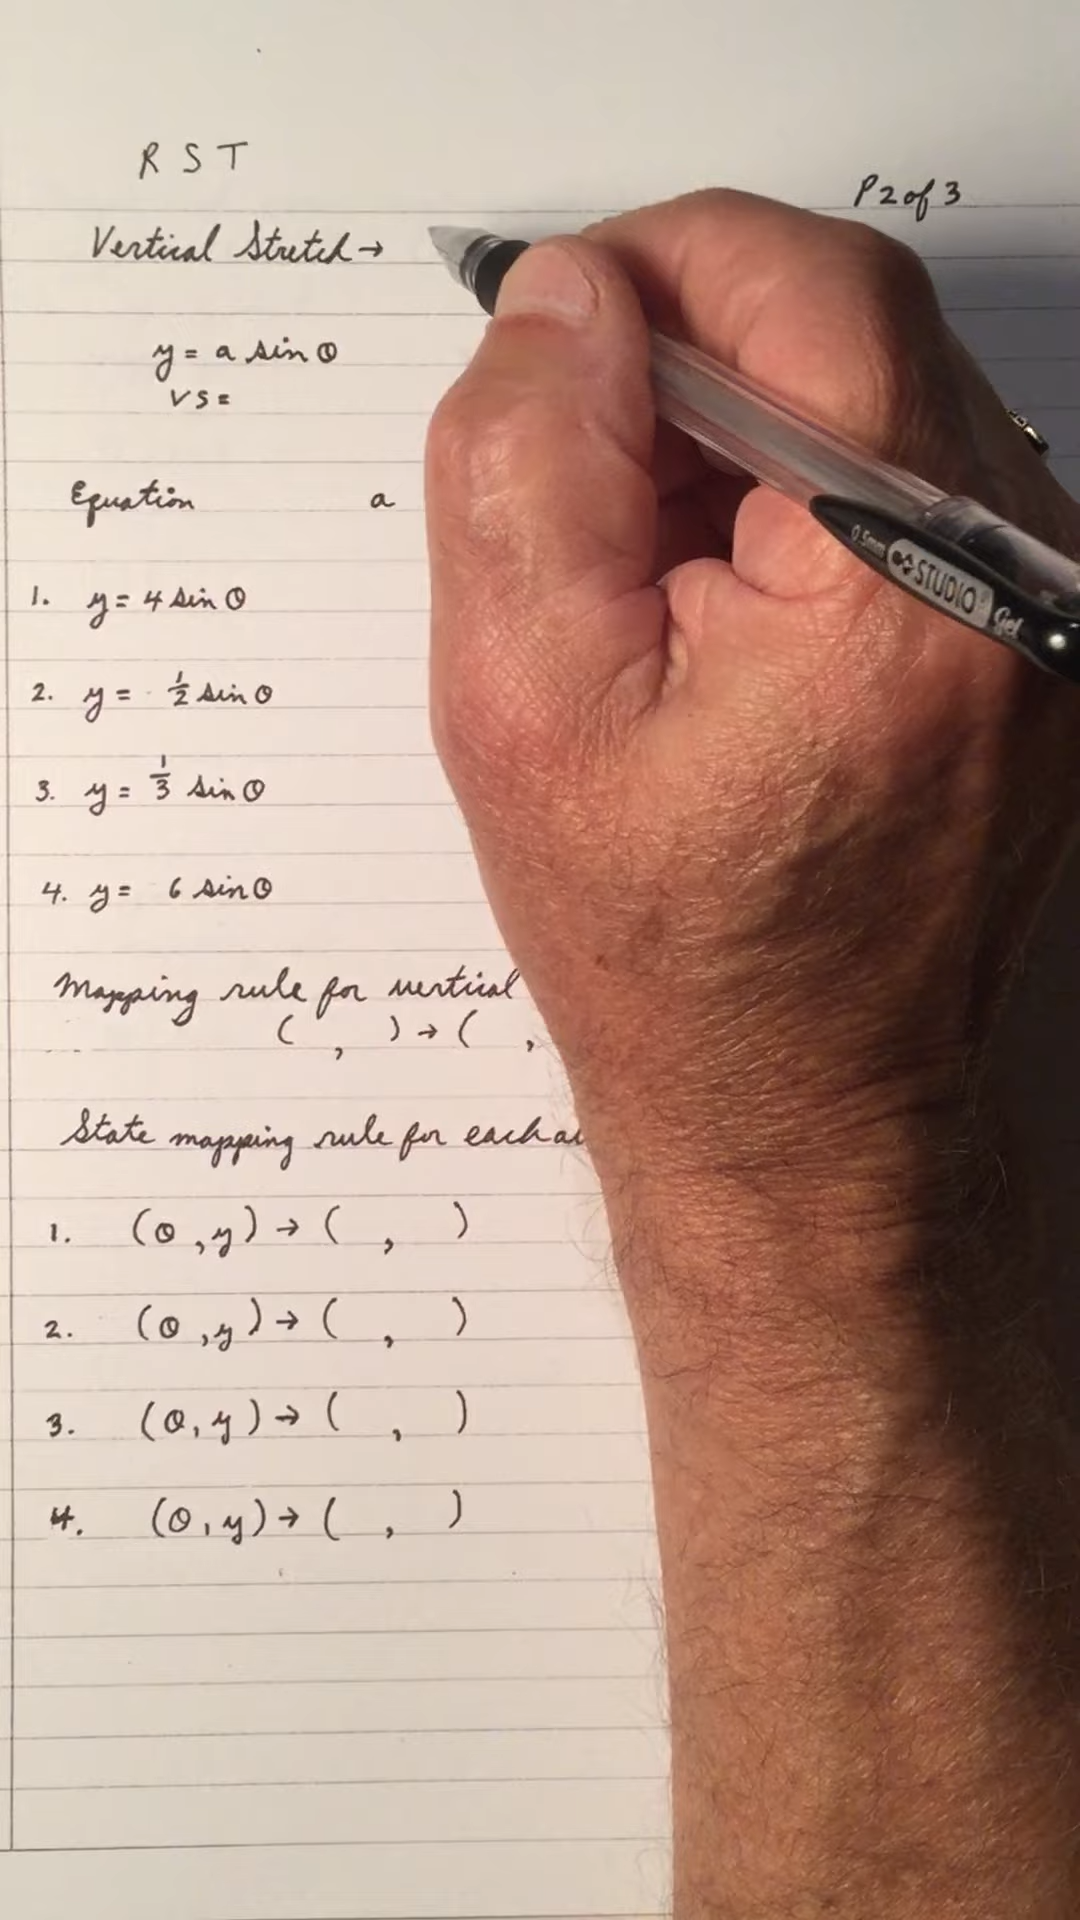 R S T
P 2 of 3
Vertical Stretch →
y = a sin θ
VS =
Equation a
1. y = 4 sin θ
2. y = 1/2 sin θ
3. y = 1/3 sin θ
4. y = 6 sin θ
Mapping rule for vertical
( , ) → ( ,
State mapping rule for each
1. (θ, y) → ( , )
2. (θ, y) → ( , )
3. (θ, y) → ( , )
4. (θ, y) → ( , )
0.5mm STUDIO Gel